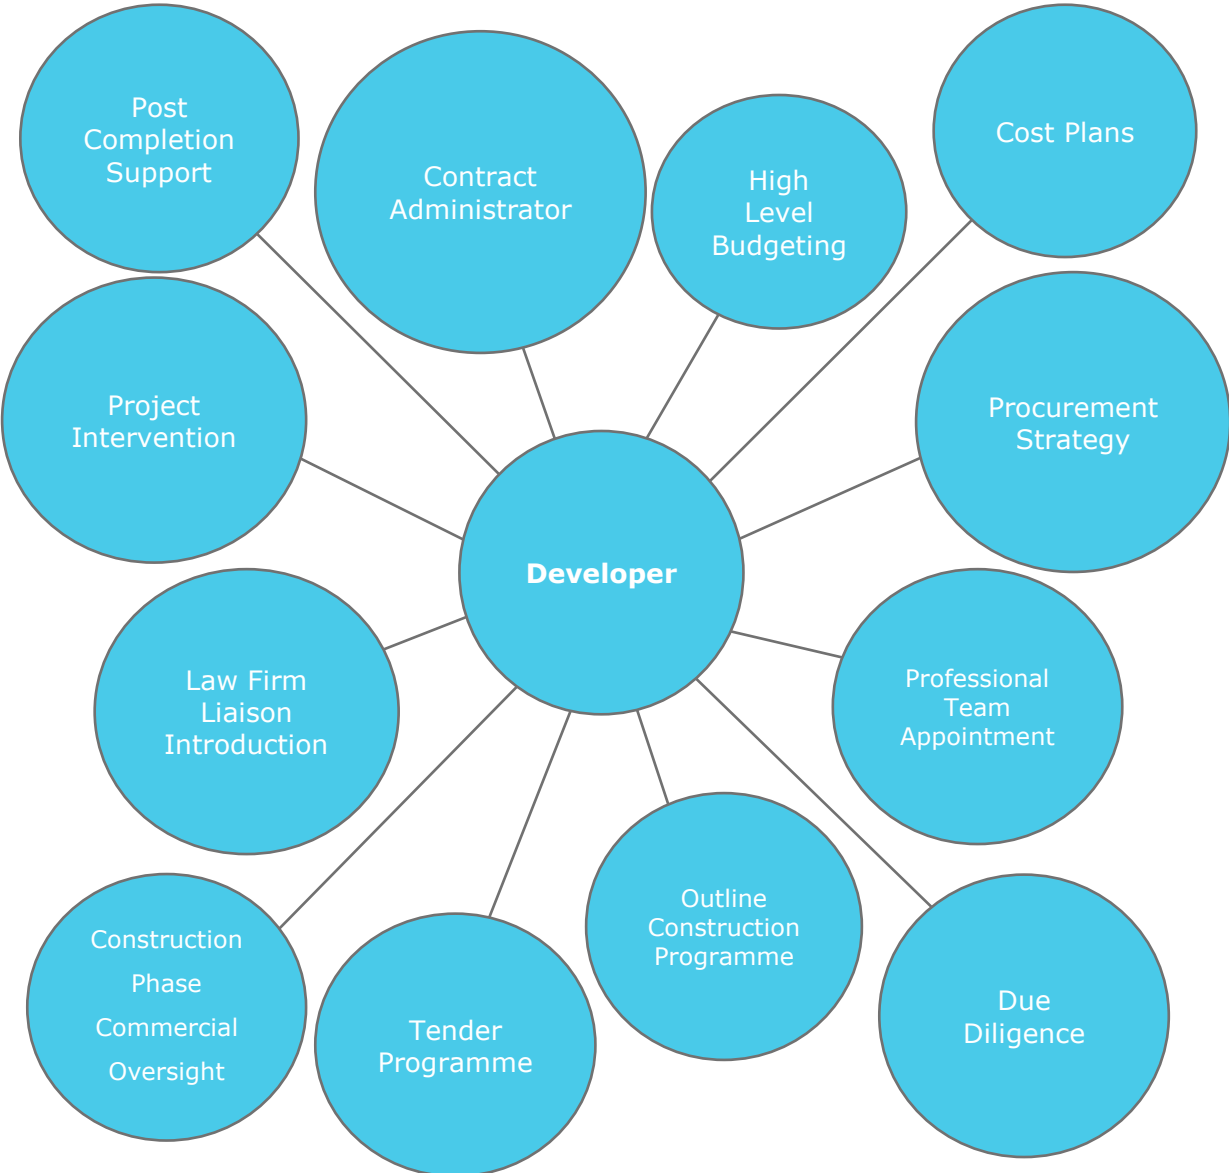 Post
Completion
Support
Contract
Administrator
High
Level
Budgeting
Cost Plans
Project
Intervention
Procurement
Strategy
Developer
Law Firm
Liaison
Introduction
Professional
Team
Appointment
Construction
Phase
Commercial
Oversight
Tender
Programme
Outline
Construction
Programme
Due
Diligence